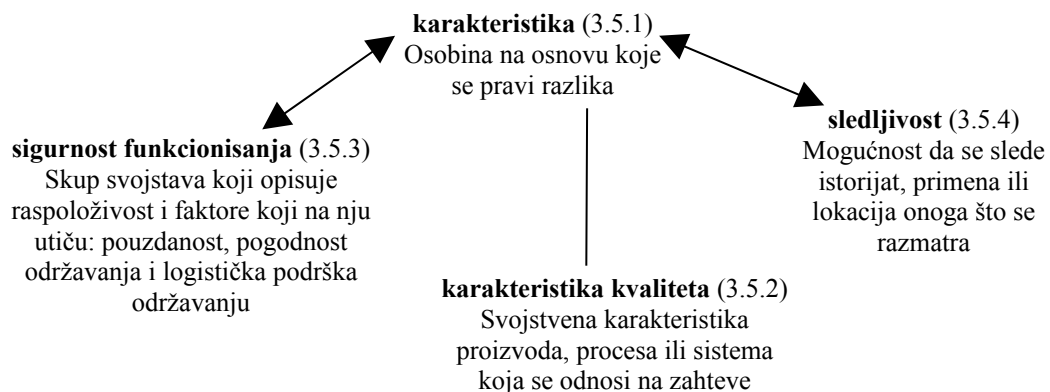 karakteristika (3.5.1)
Osobina na osnovu koje
se pravi razlika
sigurnost funkcionisanja (3.5.3)
Skup svojstava koji opisuje
raspoloživost i faktore koji na nju
utiču: pouzdanost, pogodnost
održavanja i logistička podrška
održavanju
sledljivost (3.5.4)
Mogućnost da se slede
istorijat, primena ili
lokacija onoga što se
razmatra
karakteristika kvaliteta (3.5.2)
Svojstvena karakteristika
proizvoda, procesa ili sistema
koja se odnosi na zahteve